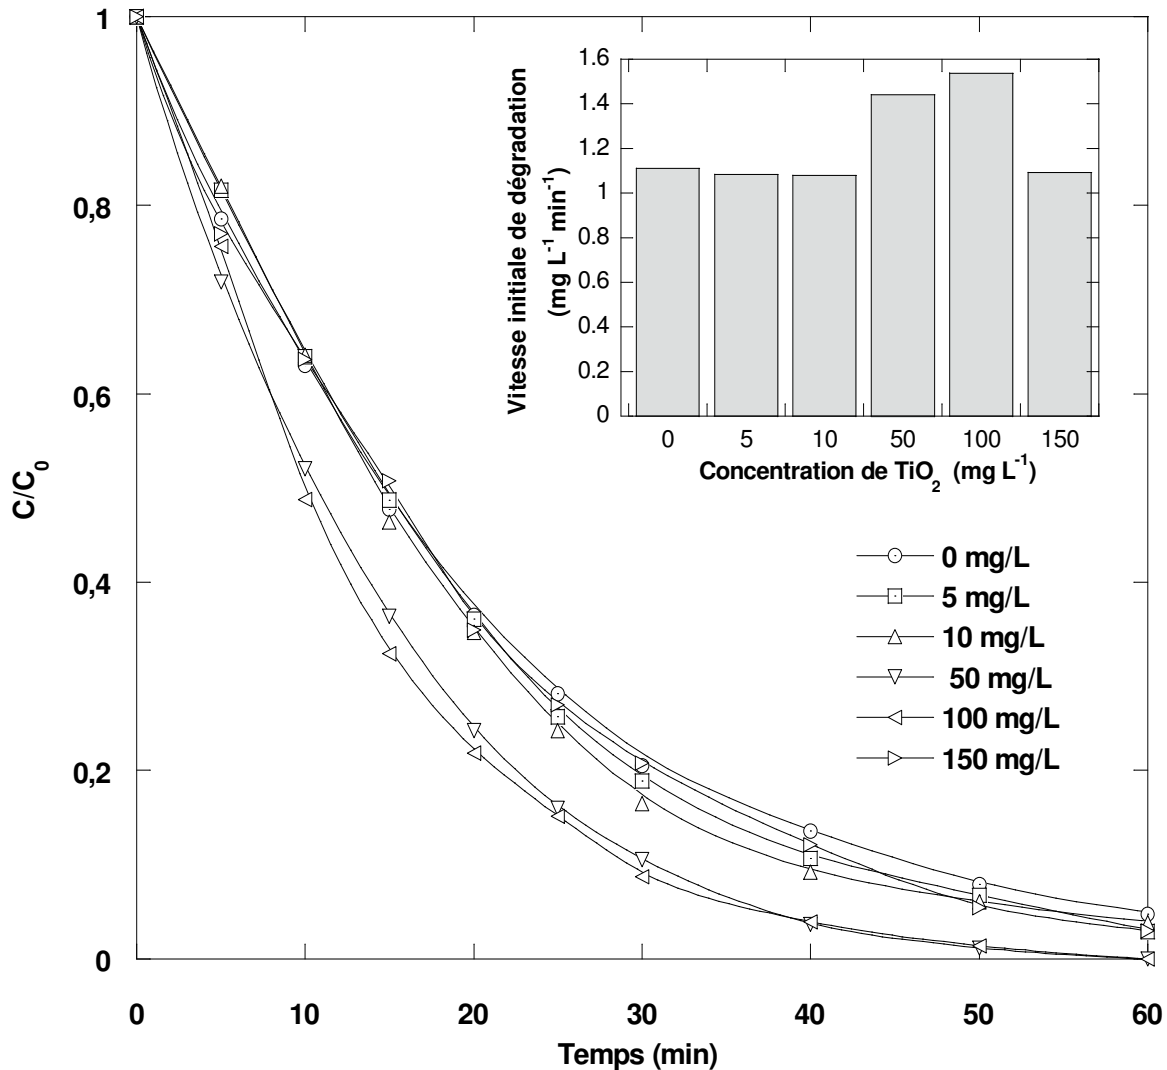 1
0,8
0,6
0,4
0,2
0
C/C0
0
10
20
30
40
50
60
Temps (min)
Vitesse initiale de dégradation
(mg L-1 min-1)
1.6
1.4
1.2
1
0.8
0.6
0.4
0.2
0
0
5
10
50
100
150
Concentration de TiO2 (mg L-1)
0 mg/L
5 mg/L
10 mg/L
50 mg/L
100 mg/L
150 mg/L